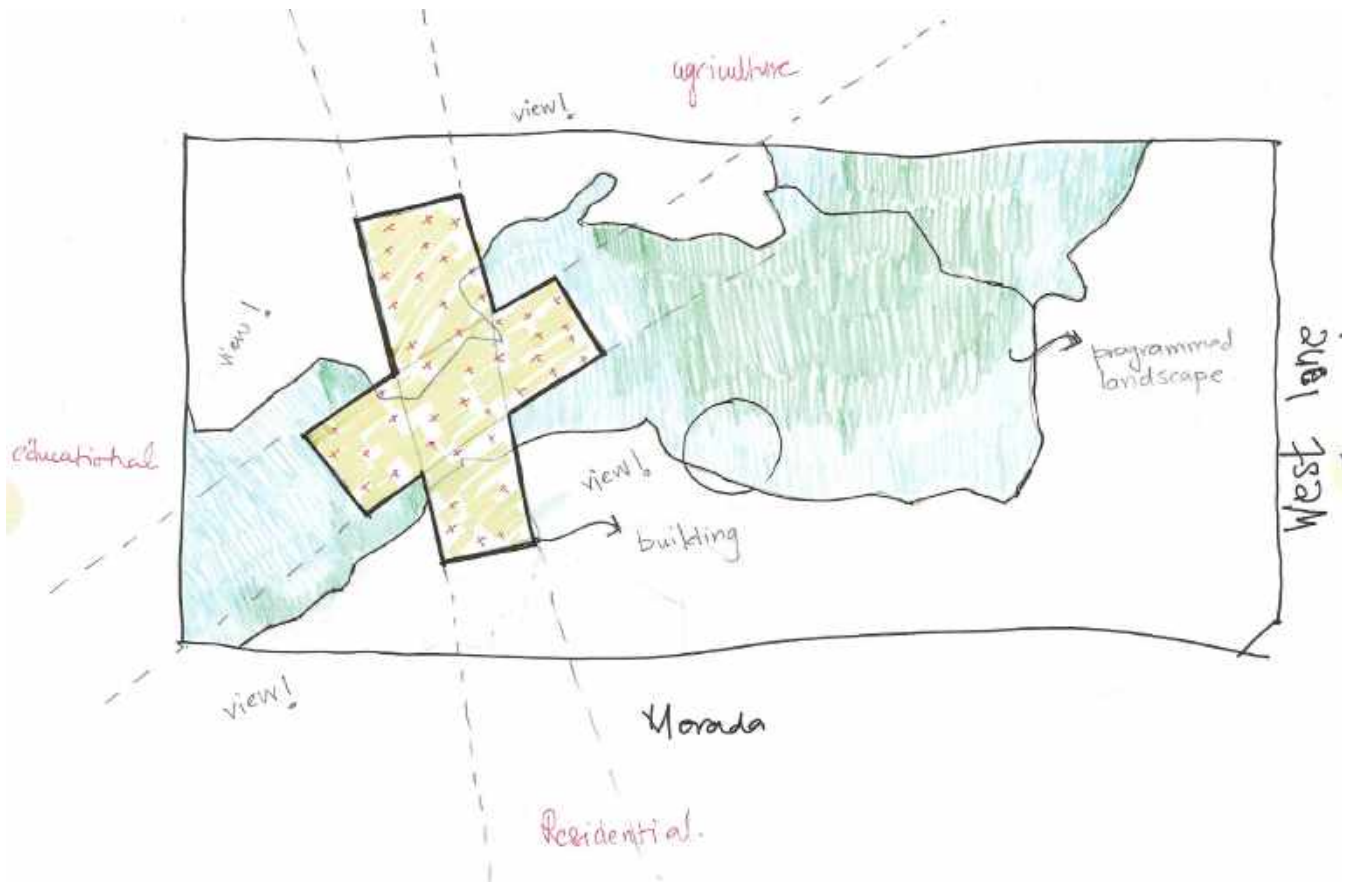 agriculture
view!
view!
programmed
landscape
West lane
educational
view!
building
view!
Morada
Residential.